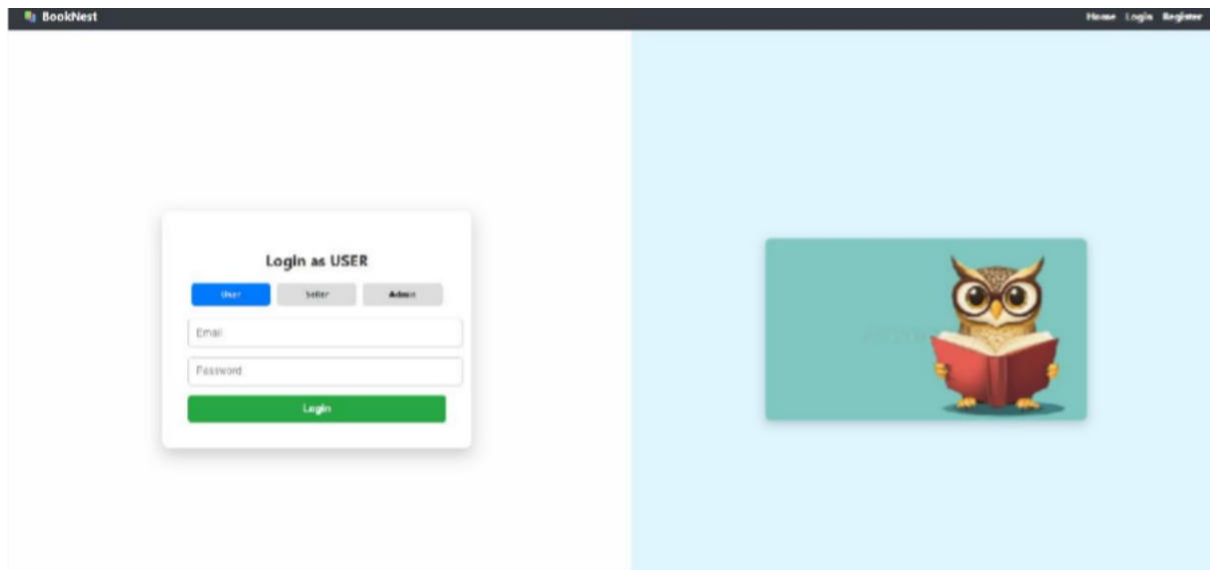 BookNest
Home Login Register
Login as USER
User Seller Admin
Email
Password
Login